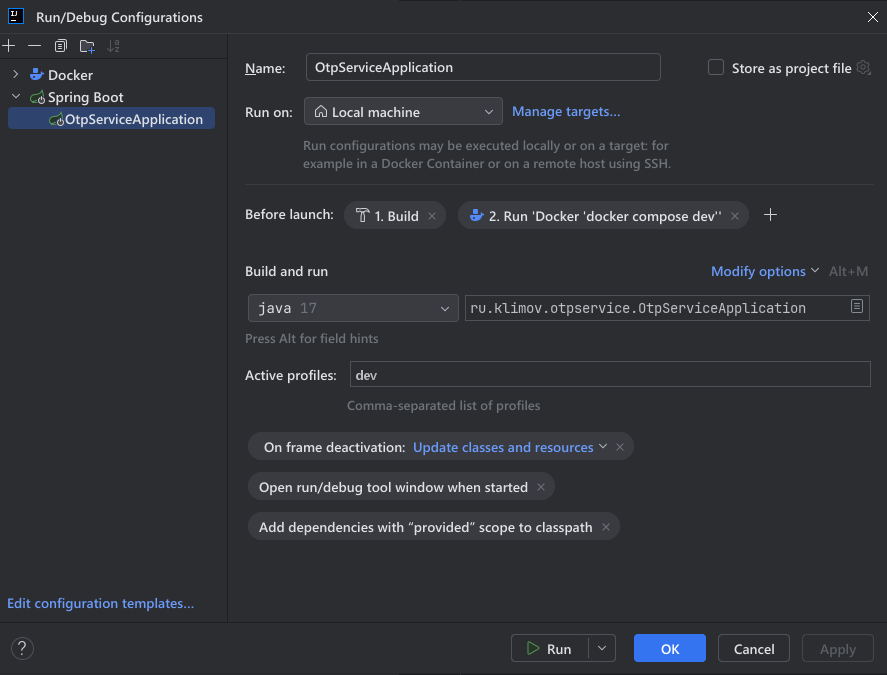 Run/Debug Configurations
Docker
Spring Boot
OtpServiceApplication
Edit configuration templates...
Name: OtpServiceApplication Store as project file
Run on: Local machine Manage targets...
Run configurations may be executed locally or on a target: for
example in a Docker Container or on a remote host using SSH.
Before launch: 1. Build 2. Run 'Docker 'docker compose dev''
Build and run Modify options Alt+M
java 17 ru.klimov.otpservice.OtpServiceApplication
Press Alt for field hints
Active profiles: dev
Comma-separated list of profiles
On frame deactivation: Update classes and resources
Open run/debug tool window when started
Add dependencies with “provided” scope to classpath
? Run OK Cancel Apply